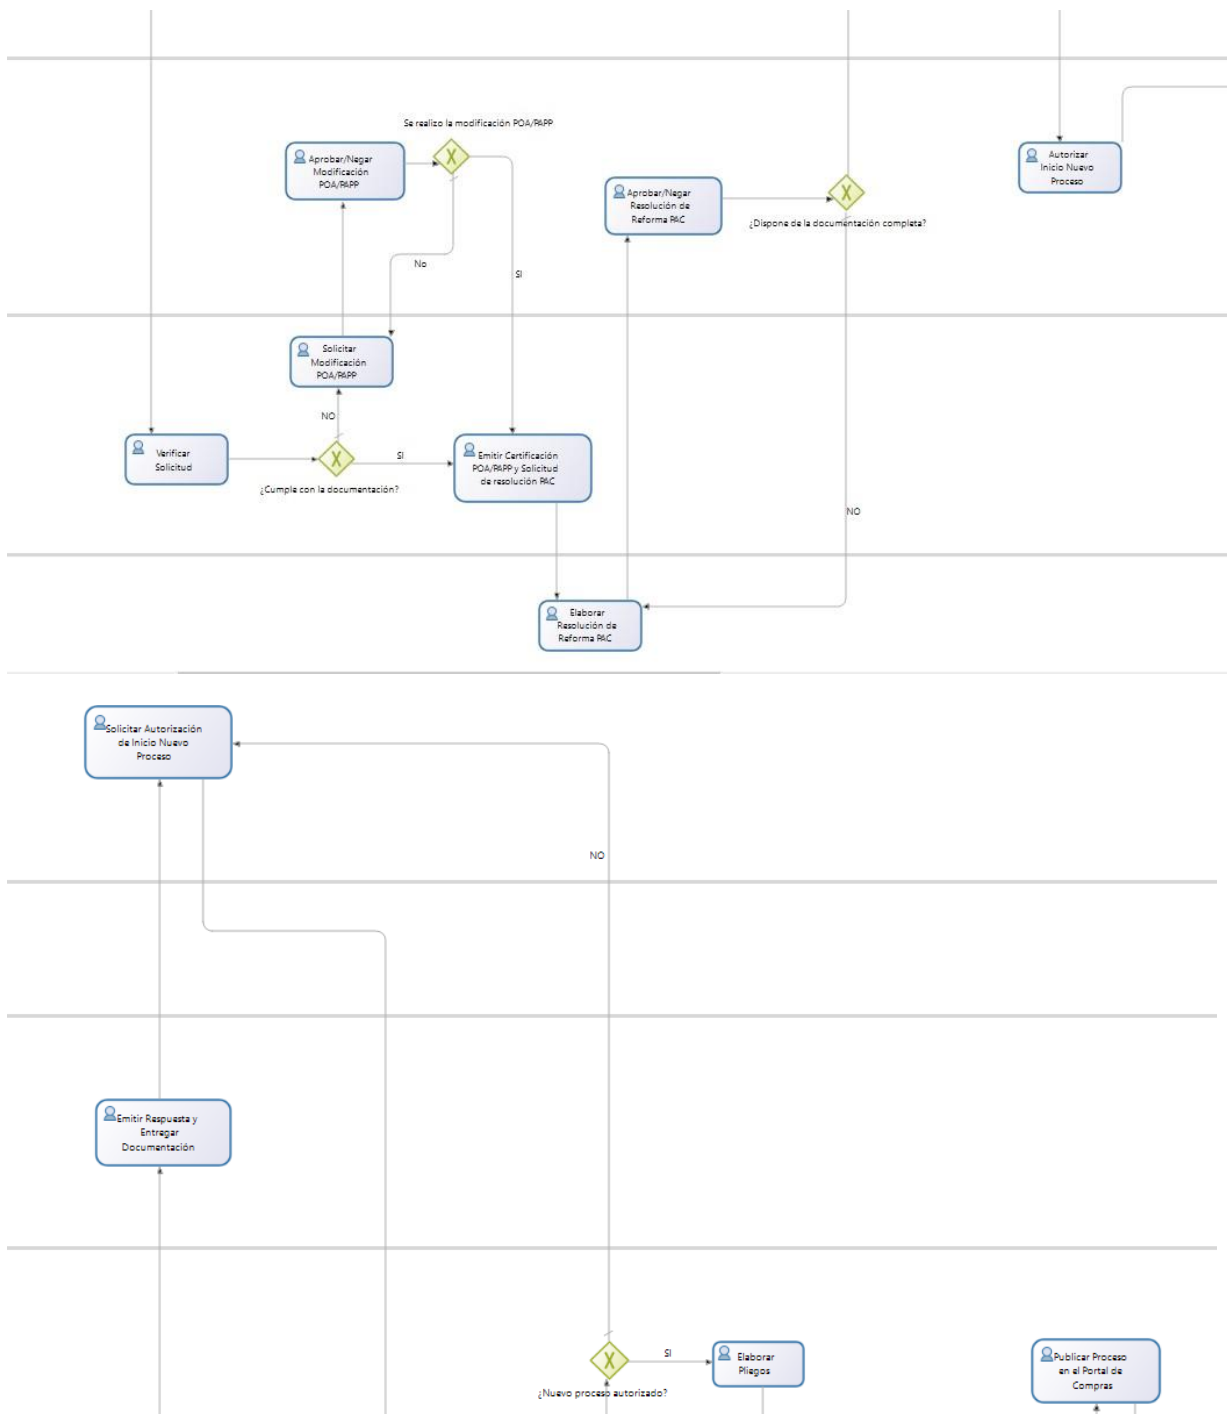 Se realizo la modificación POA/PAPP
Aprobar/Negar
Modificación
POA/PAPP
Autorizar
Inicio Nuevo
Proceso
Aprobar/Negar
Resolución de
Reforma PAC
¿Dispone de la documentación completa?
No
SI
Solicitar
Modificación
POA/PAPP
NO
Verificar
Solicitud
SI
Emitir Certificación
POA/PAPP y Solicitud
de resolución PAC
¿Cumple con la documentación?
NO
Elaborar
Resolución de
Reforma PAC
Solicitar Autorización
de Inicio Nuevo
Proceso
NO
Emitir Respuesta y
Entregar
Documentación
SI
Elaborar
Pliegos
Publicar Proceso
en el Portal de
Compras
¿Nuevo proceso autorizado?